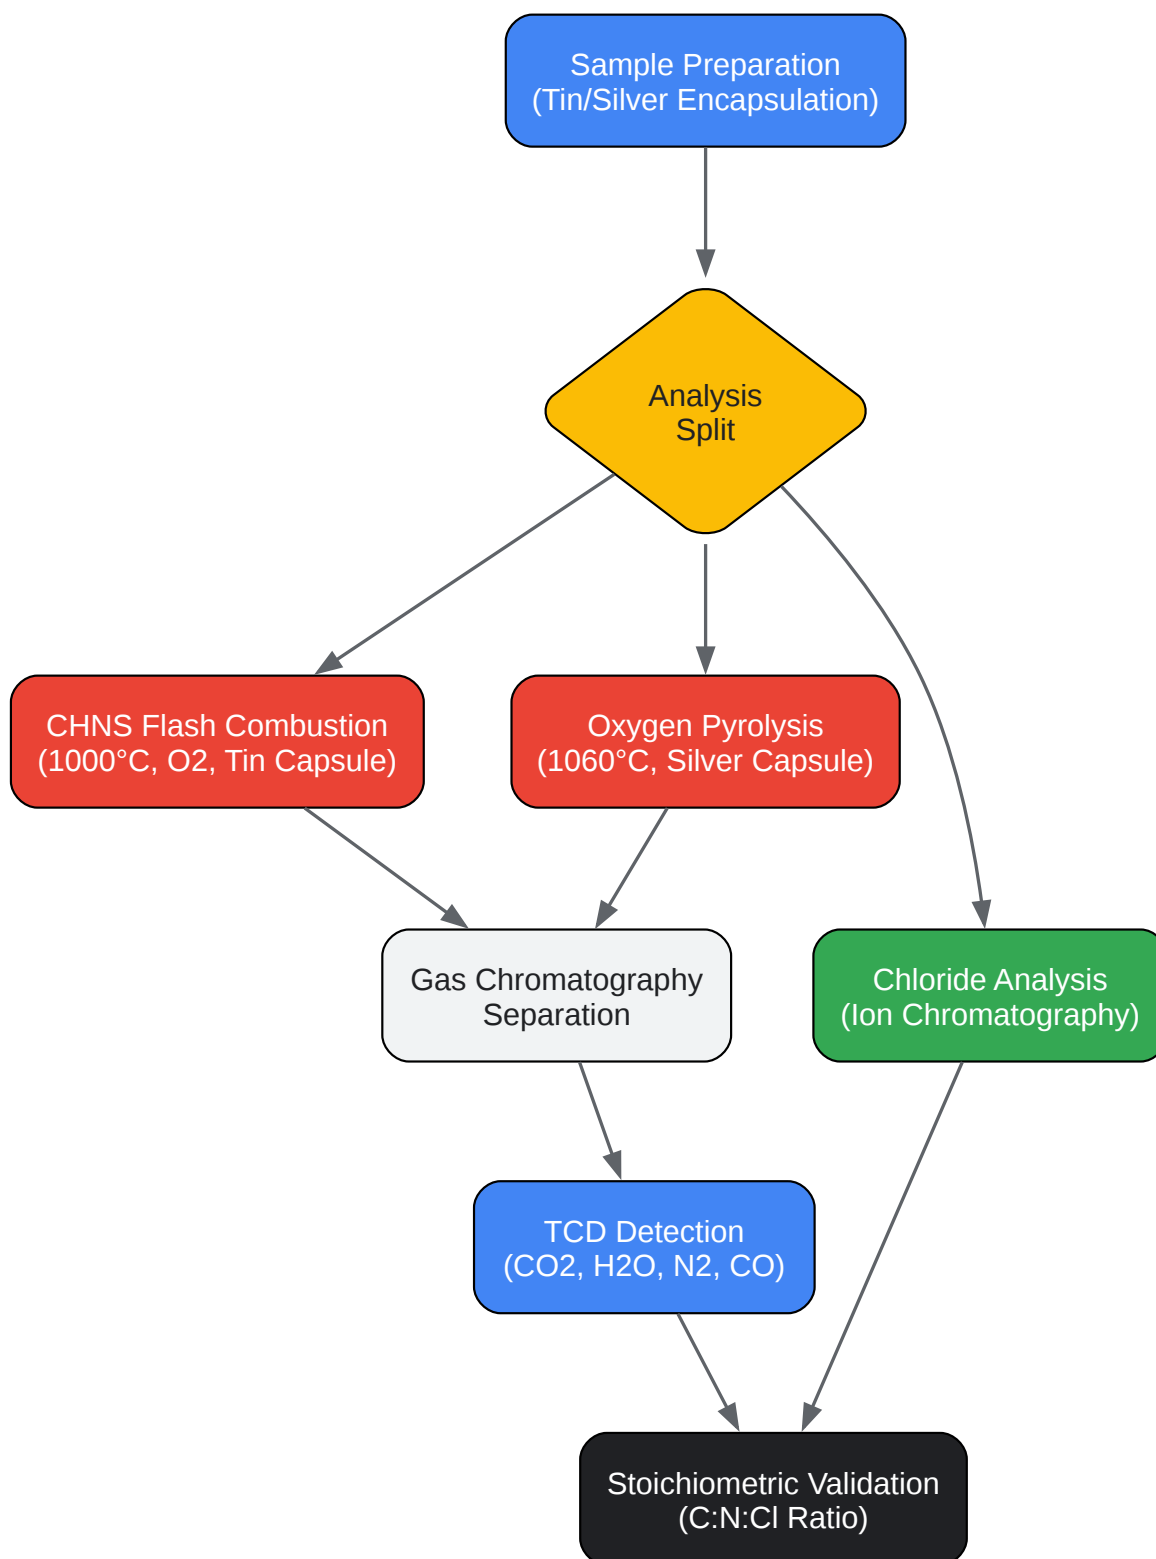 Sample Preparation
(Tin/Silver Encapsulation)
Analysis
Split
CHNS Flash Combustion
(1000°C, O2, Tin Capsule)
Oxygen Pyrolysis
(1060°C, Silver Capsule)
Gas Chromatography
Separation
Chloride Analysis
(Ion Chromatography)
TCD Detection
(CO2, H2O, N2, CO)
Stoichiometric Validation
(C:N:Cl Ratio)